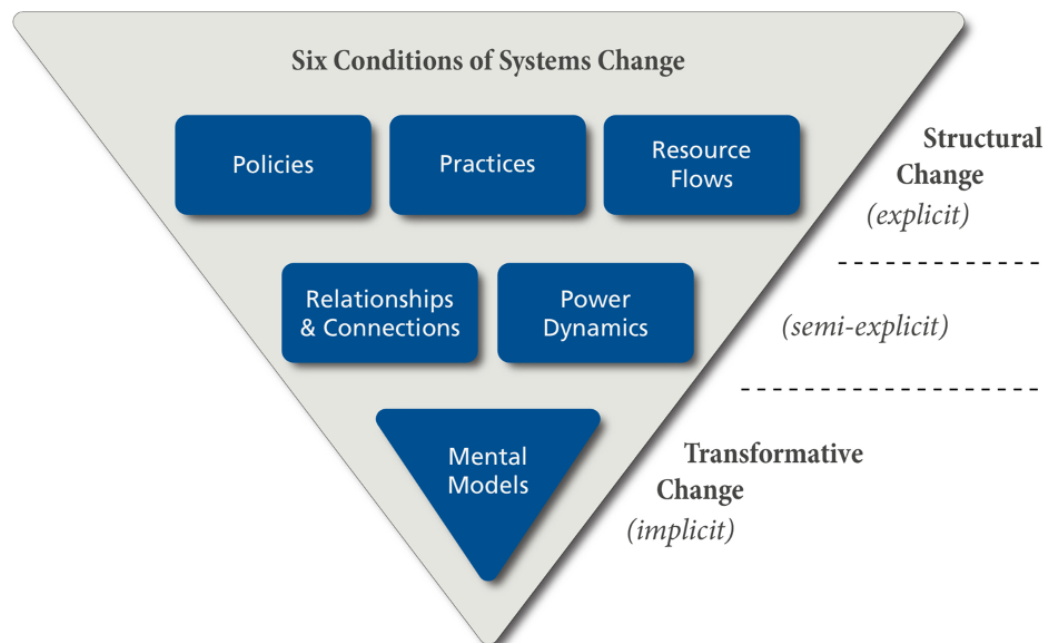 Six Conditions of Systems Change
Policies
Practices
Resource
Flows
Structural
Change
(explicit)
Relationships
& Connections
Power
Dynamics
(semi-explicit)
Mental
Models
Transformative
Change
(implicit)